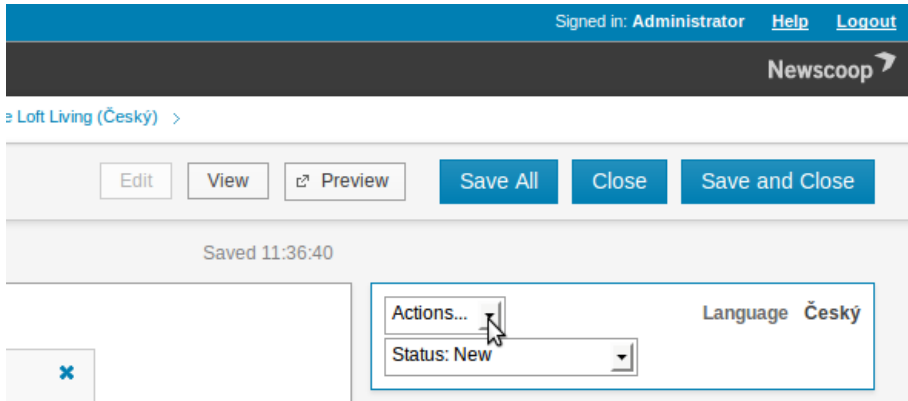 Signed in: Administrator Help Logout
Newscoop
e Loft Living (Český) >
Edit View Preview Save All Close Save and Close
Saved 11:36:40
Actions... Language Český
Status: New